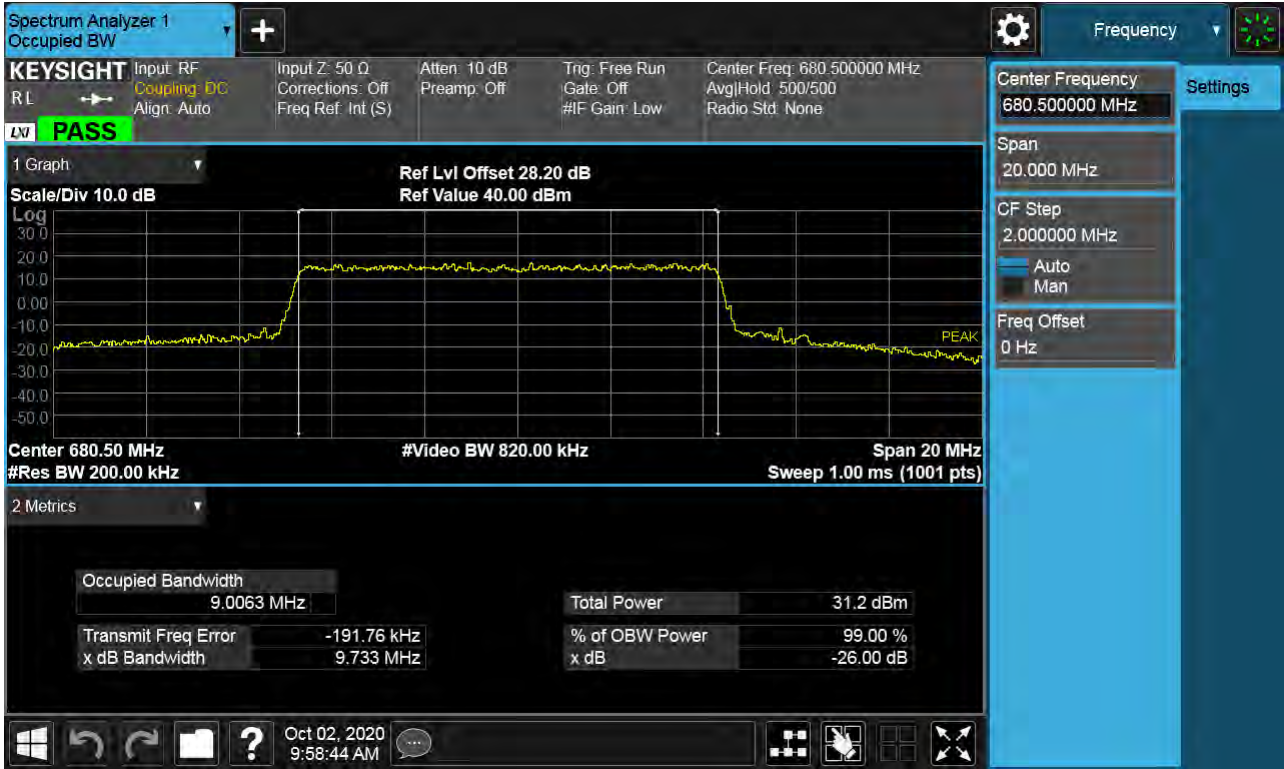 Spectrum Analyzer 1
Occupied BW
+
Frequency
KEYSIGHT
R L
LXI
PASS
Input: RF
Coupling: DC
Align: Auto
Input Z: 50 Ω
Corrections: Off
Freq Ref: Int (S)
Atten: 10 dB
Preamp: Off
Trig: Free Run
Gate: Off
#IF Gain: Low
Center Freq: 680.500000 MHz
Avg|Hold: 500/500
Radio Std: None
Center Frequency
680.500000 MHz
Settings
Span
20.000 MHz
CF Step
2.000000 MHz
Auto
Man
Freq Offset
0 Hz
1 Graph
Ref Lvl Offset 28.20 dB
Scale/Div 10.0 dB
Ref Value 40.00 dBm
Log
30.0
20.0
10.0
0.00
-10.0
-20.0
-30.0
-40.0
-50.0
PEAK
Center 680.50 MHz
#Video BW 820.00 kHz
Span 20 MHz
#Res BW 200.00 kHz
Sweep 1.00 ms (1001 pts)
2 Metrics
Occupied Bandwidth
9.0063 MHz
Total Power 31.2 dBm
Transmit Freq Error -191.76 kHz
% of OBW Power 99.00 %
x dB Bandwidth 9.733 MHz
x dB -26.00 dB
?
Oct 02, 2020
9:58:44 AM